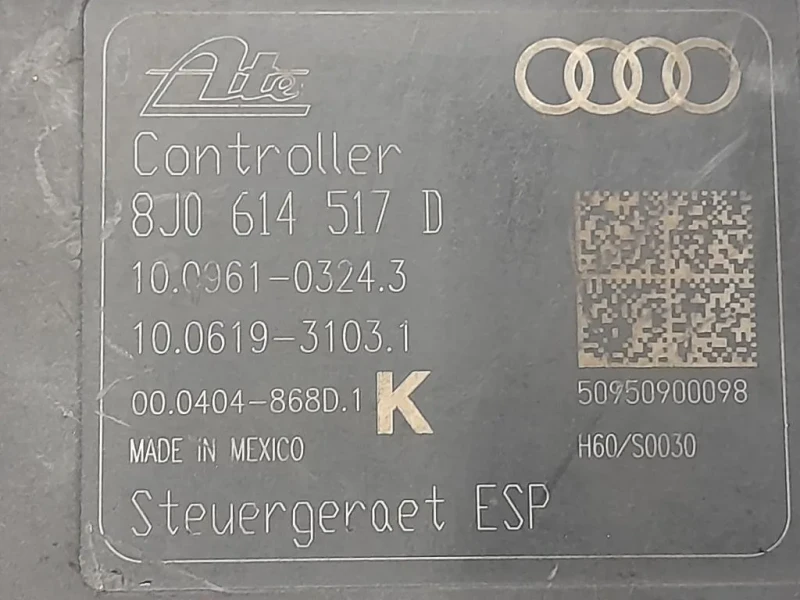 Ate
Controller
8J0 614 517 D
10.0961-0324.3
10.0619-3103.1
00.0404-868D.1 K
50950900098
MADE IN MEXICO
H60/S0030
Steuergeraet ESP